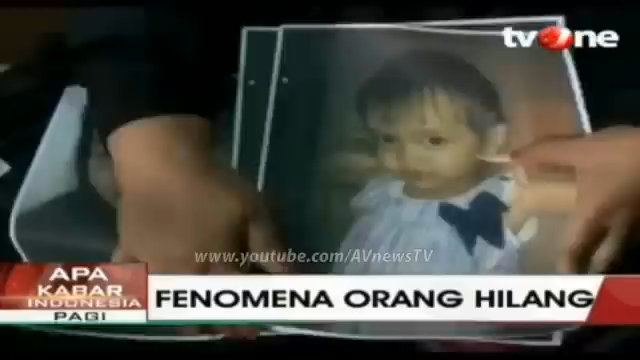 tvOne
www.youtube.com/AVnewsTV
APA
KABAR
INDONESIA
PAGI
FENOMENA ORANG HILANG